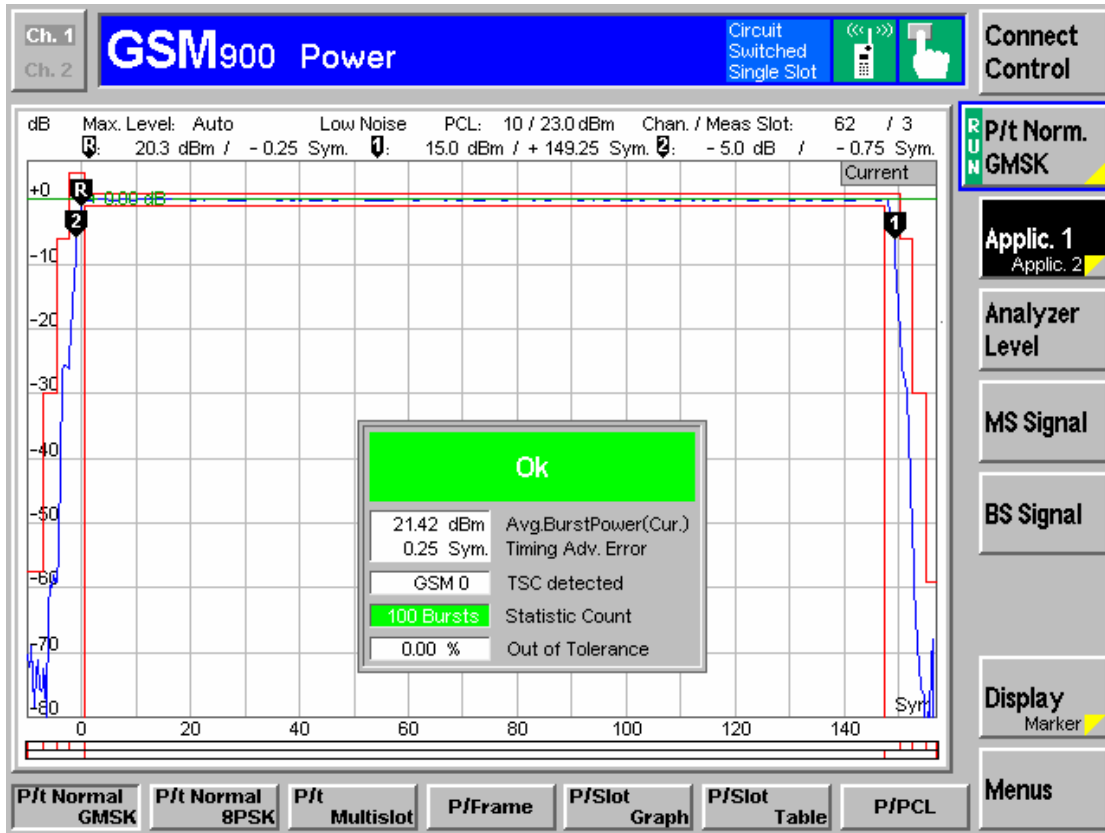 Ch. 1
Ch. 2
GSM900 Power
Circuit
Switched
Single Slot
Connect
Control
dB Max. Level: Auto Low Noise PCL: 10 / 23.0 dBm Chan. / Meas Slot: 62 / 3
R: 20.3 dBm / - 0.25 Sym. 1: 15.0 dBm / + 149.25 Sym. 2: - 5.0 dB / - 0.75 Sym.
RUN
P/t Norm.
GMSK
Current
+0
R
0.00 dB
2
1
-10
-20
-30
-40
-50
-60
-70
-80
Sym
0 20 40 60 80 100 120 140
Ok
21.42 dBm Avg.BurstPower(Cur.)
0.25 Sym. Timing Adv. Error
GSM 0 TSC detected
100 Bursts Statistic Count
0.00 % Out of Tolerance
Applic. 1
Applic. 2
Analyzer
Level
MS Signal
BS Signal
Display
Marker
Menus
P/t Normal
GMSK
P/t Normal
8PSK
P/t
Multislot
P/Frame
P/Slot
Graph
P/Slot
Table
P/PCL